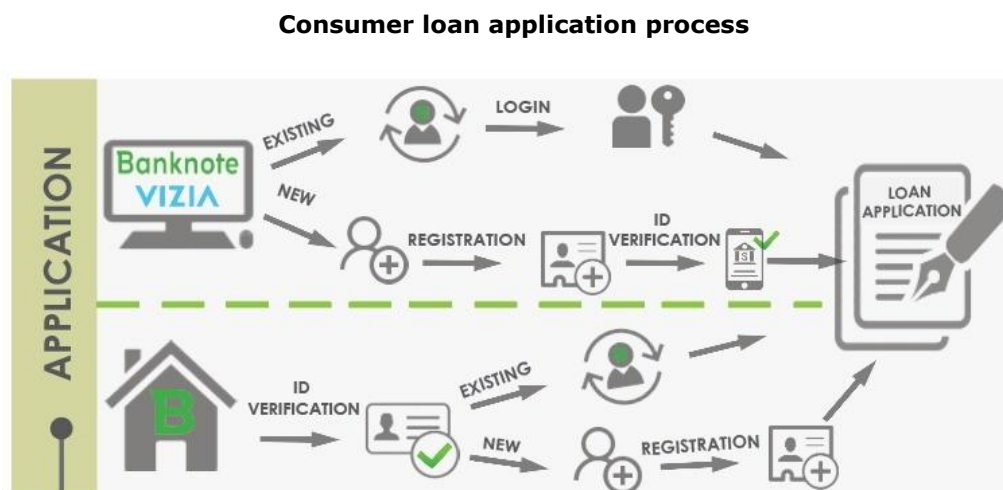 Consumer loan application process
APPLICATION
Banknote
VIZIA
EXISTING
LOGIN
NEW
REGISTRATION
ID
VERIFICATION
$
LOAN
APPLICATION
B
ID
VERIFICATION
EXISTING
NEW
REGISTRATION